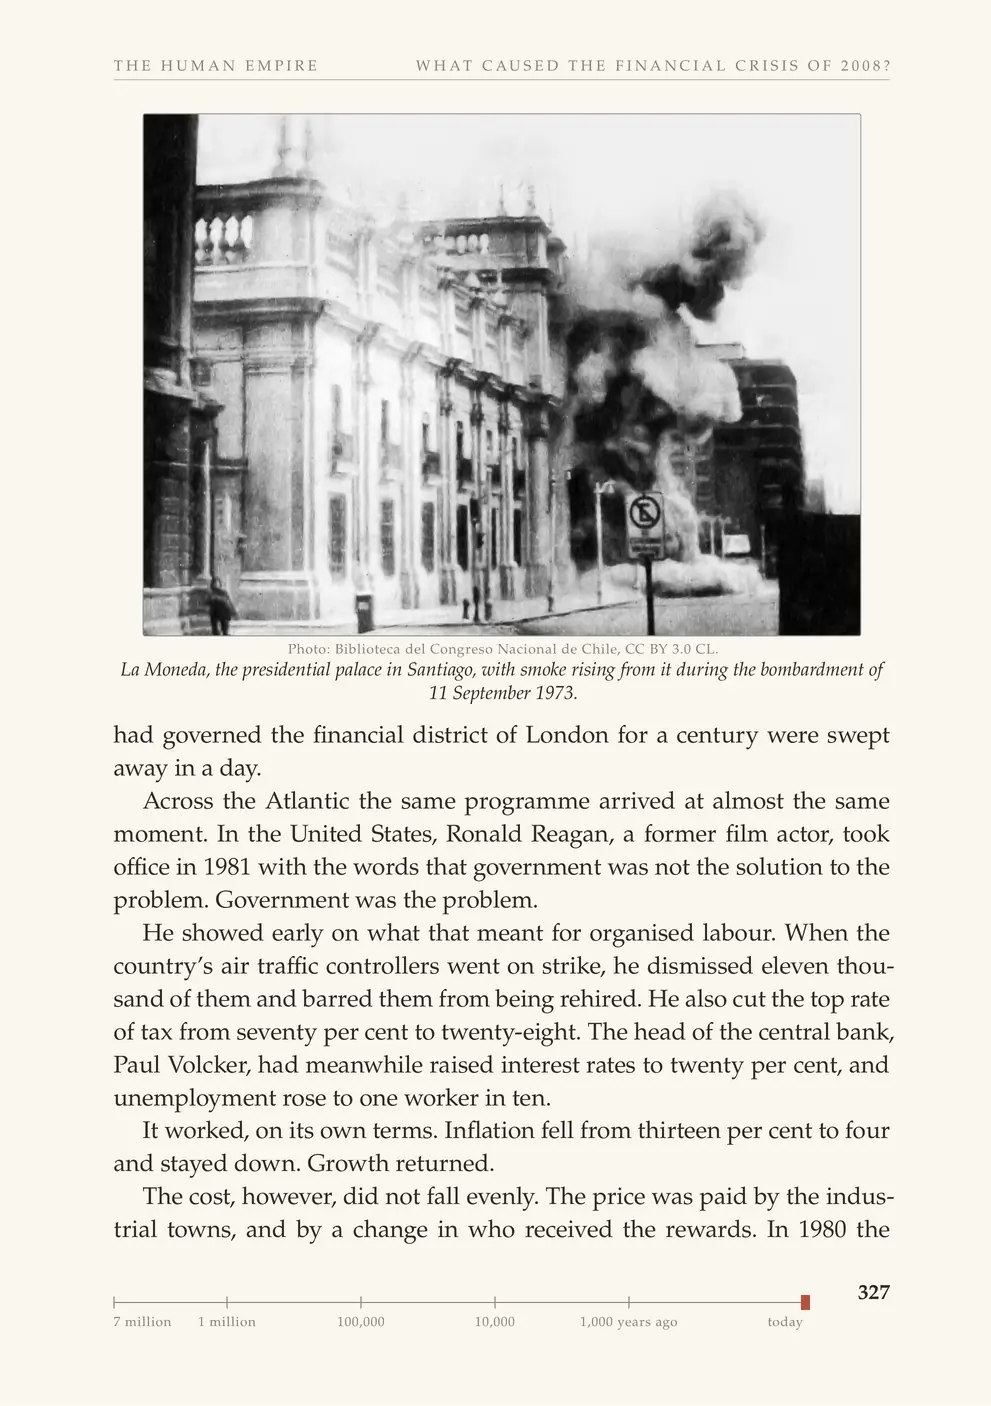 THE HUMAN EMPIRE
WHAT CAUSED THE FINANCIAL CRISIS OF 2008?
Photo: Biblioteca del Congreso Nacional de Chile, CC BY 3.0 CL.
La Moneda, the presidential palace in Santiago, with smoke rising from it during the bombardment of
11 September 1973.
had governed the financial district of London for a century were swept
away in a day.
Across the Atlantic the same programme arrived at almost the same
moment. In the United States, Ronald Reagan, a former film actor, took
office in 1981 with the words that government was not the solution to the
problem. Government was the problem.
He showed early on what that meant for organised labour. When the
country’s air traffic controllers went on strike, he dismissed eleven thou-
sand of them and barred them from being rehired. He also cut the top rate
of tax from seventy per cent to twenty-eight. The head of the central bank,
Paul Volcker, had meanwhile raised interest rates to twenty per cent, and
unemployment rose to one worker in ten.
It worked, on its own terms. Inflation fell from thirteen per cent to four
and stayed down. Growth returned.
The cost, however, did not fall evenly. The price was paid by the indus-
trial towns, and by a change in who received the rewards. In 1980 the
327
7 million
1 million
100,000
10,000
1,000 years ago
today